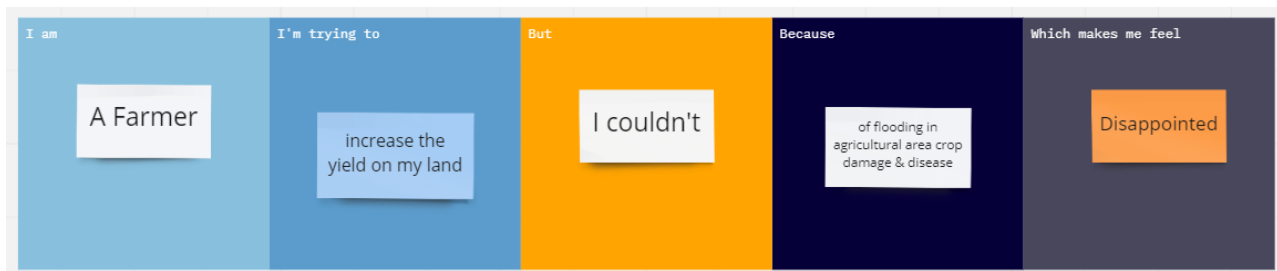 I am
A Farmer
I'm trying to
increase the
yield on my land
But
I couldn't
Because
of flooding in
agricultural area crop
damage & disease
Which makes me feel
Disappointed